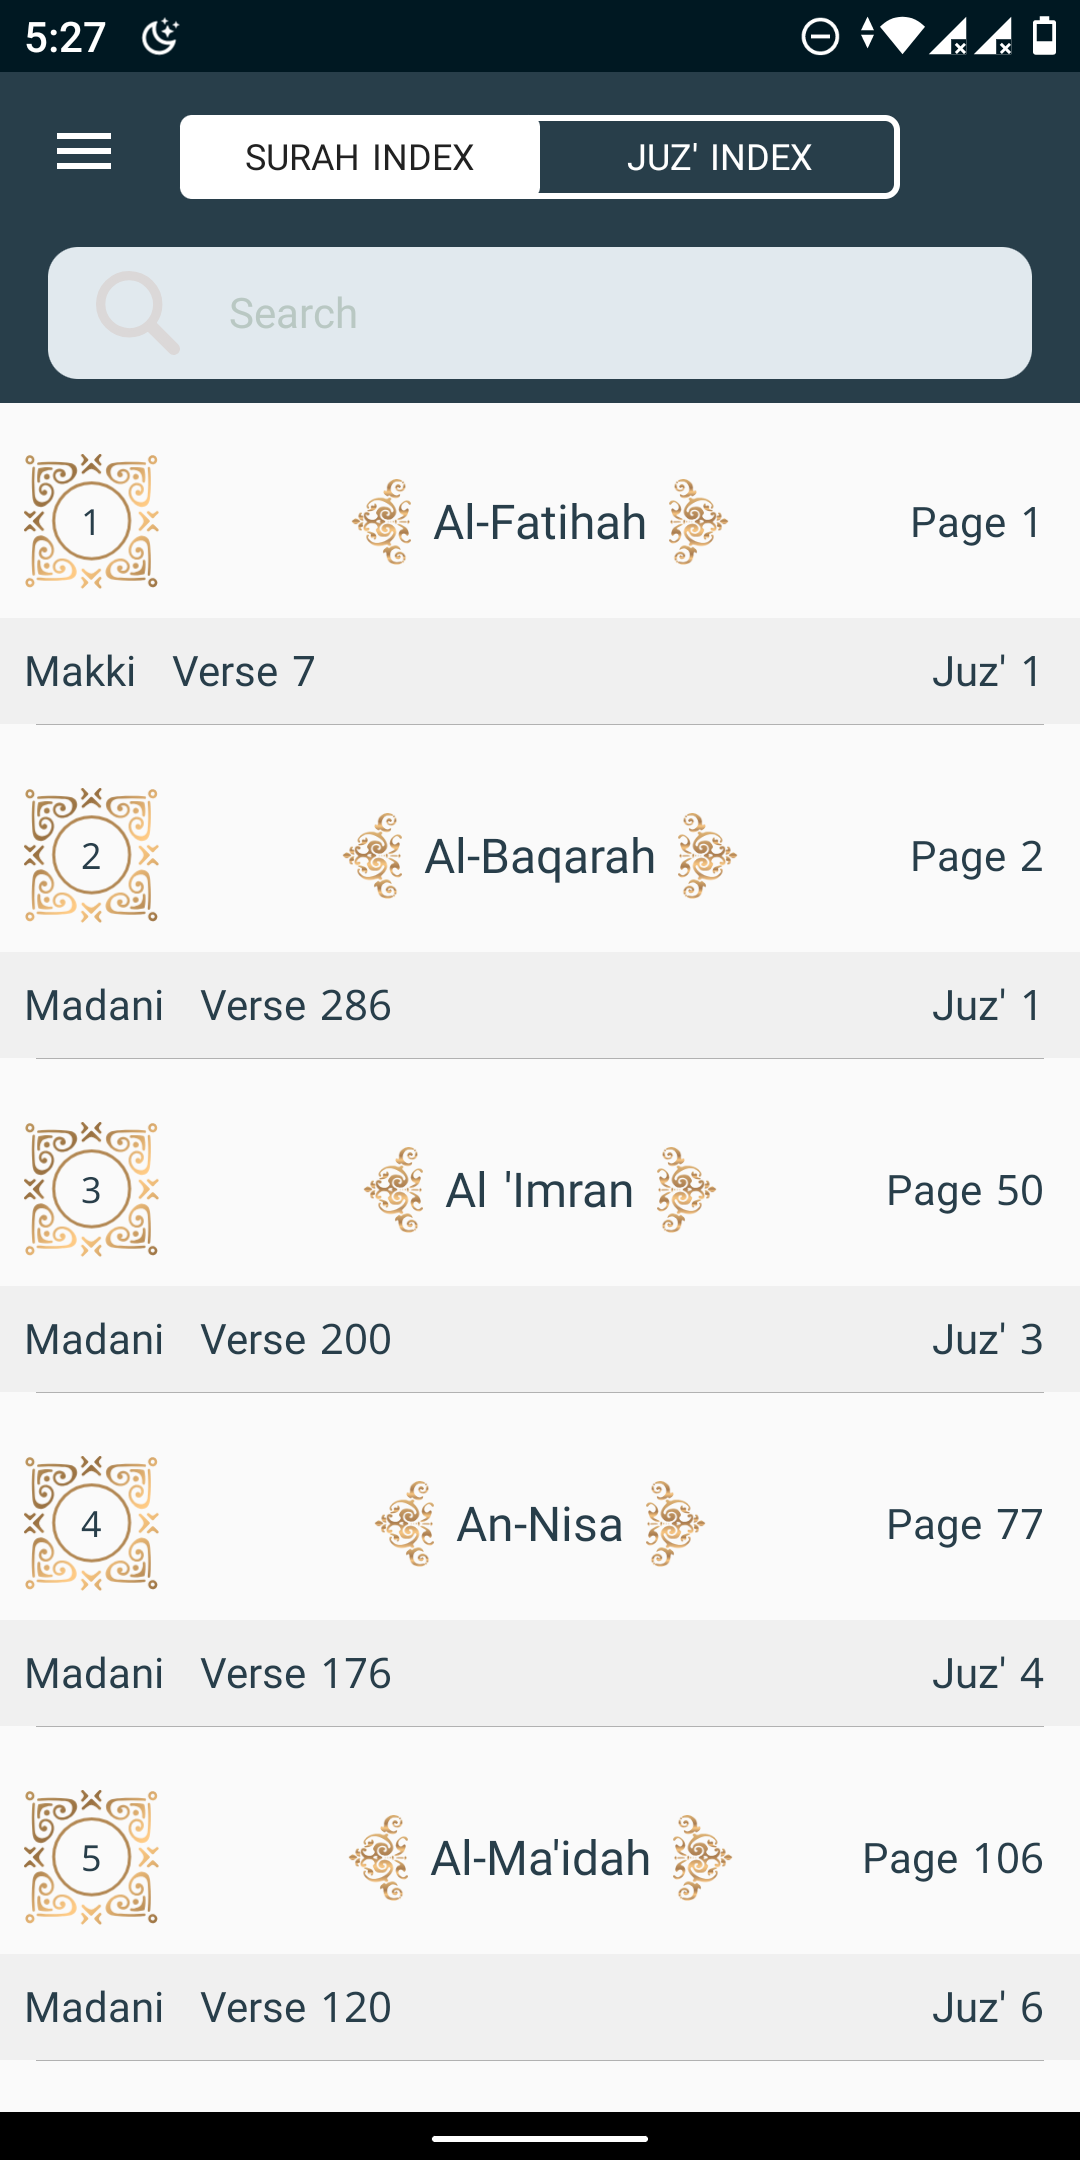 5:27
SURAH INDEX JUZ' INDEX
Search
1 Al-Fatihah Page 1
Makki Verse 7 Juz' 1
2 Al-Baqarah Page 2
Madani Verse 286 Juz' 1
3 Al 'Imran Page 50
Madani Verse 200 Juz' 3
4 An-Nisa Page 77
Madani Verse 176 Juz' 4
5 Al-Ma'idah Page 106
Madani Verse 120 Juz' 6